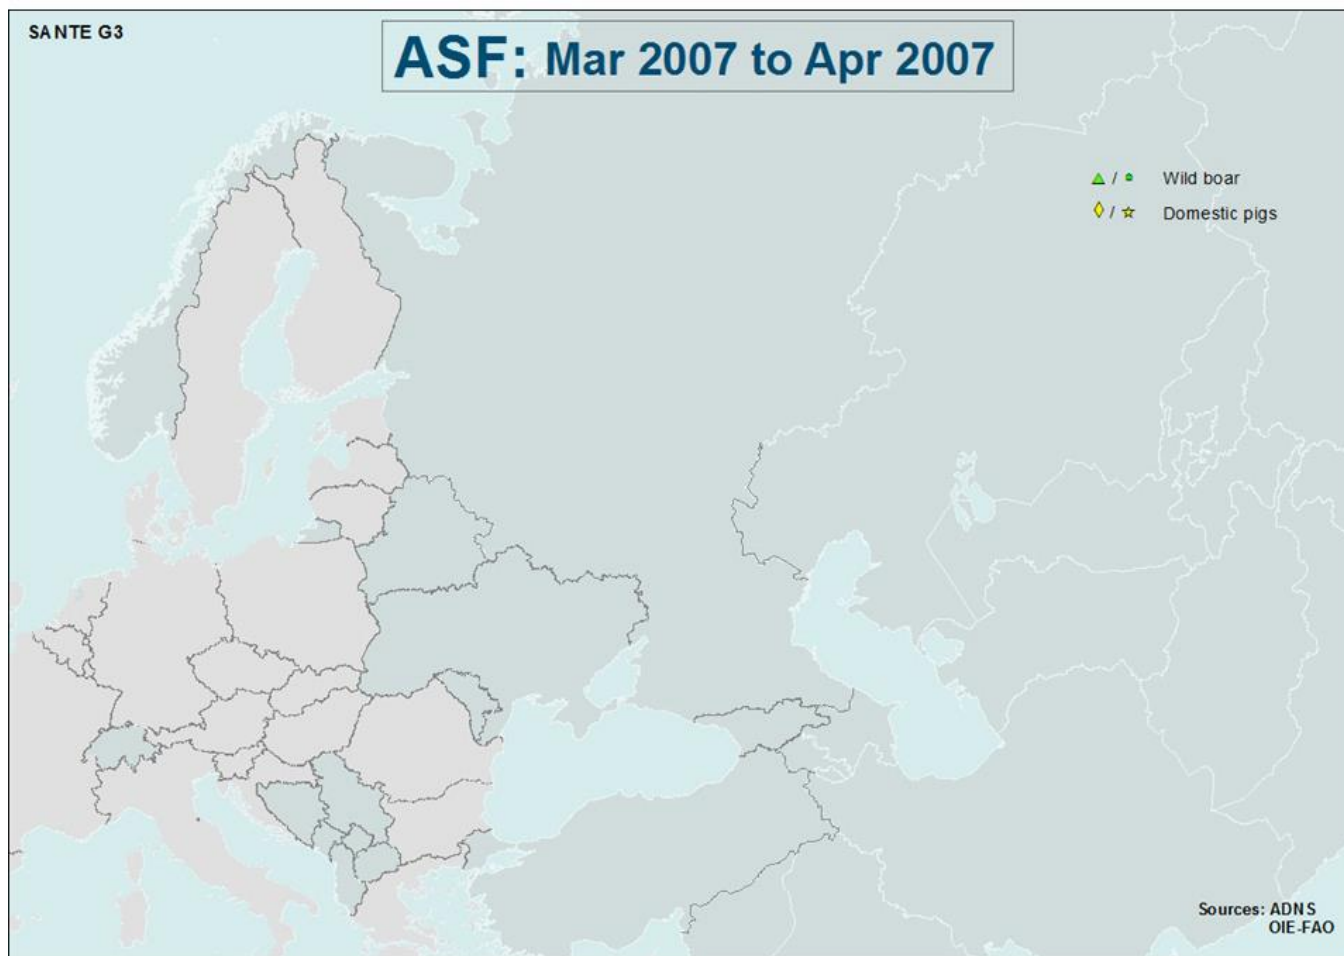 SANTE G3
ASF: Mar 2007 to Apr 2007
/ Wild boar
/ Domestic pigs
Sources: ADNS
OIE-FAO